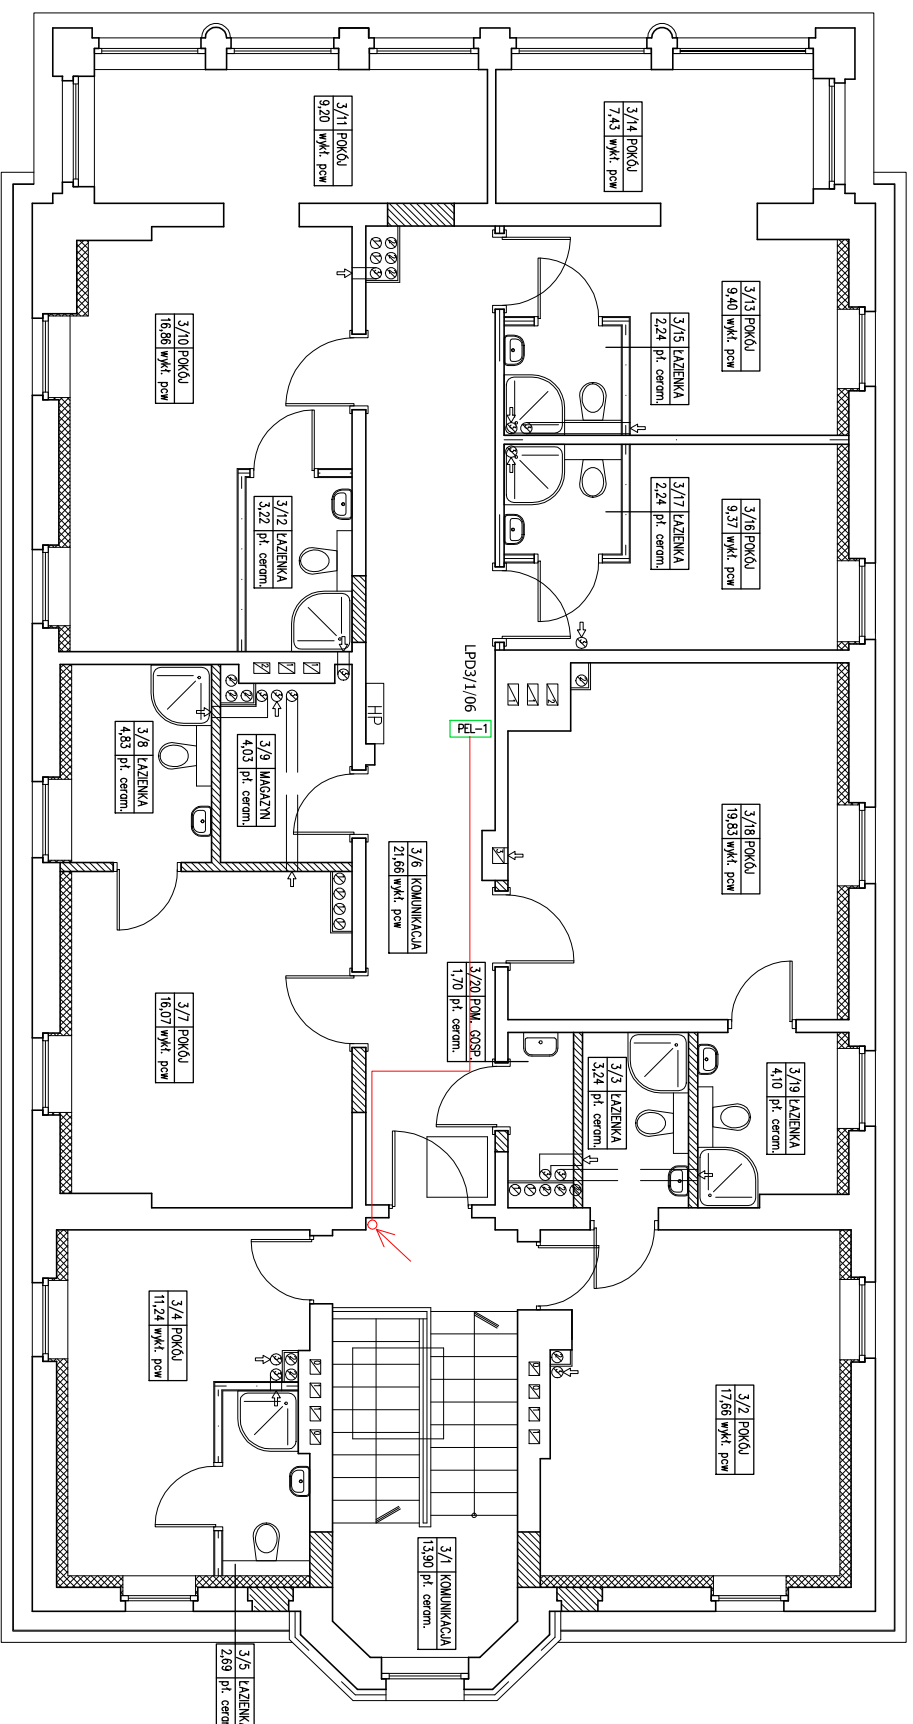 3/11 POKÓJ
9,20 wykł. pcw
3/14 POKÓJ
7,43 wykł. pcw
3/10 POKÓJ
16,86 wykł. pcw
3/15 ŁAZIENKA
2,24 pł. ceram.
3/13 POKÓJ
9,40 wykł. pcw
3/12 ŁAZIENKA
3,22 pł. ceram.
3/17 ŁAZIENKA
2,24 pł. ceram.
3/16 POKÓJ
9,37 wykł. pcw
LPD3/1/06
PEL-1
HP
3/8 ŁAZIENKA
4,83 pł. ceram.
3/9 MAGAZYN
4,03 pł. ceram.
3/6 KOMUNIKACJA
21,66 wykł. pcw
3/18 POKÓJ
19,83 wykł. pcw
3/7 POKÓJ
16,07 wykł. pcw
3/20 POM. GOSP.
1,70 pł. ceram.
3/3 ŁAZIENKA
3,24 pł. ceram.
3/19 ŁAZIENKA
4,10 pł. ceram.
3/4 POKÓJ
11,24 wykł. pcw
3/2 POKÓJ
17,66 wykł. pcw
3/1 KOMUNIKACJA
13,90 pł. ceram.
3/5 ŁAZIENKA
2,69 pł. ceram